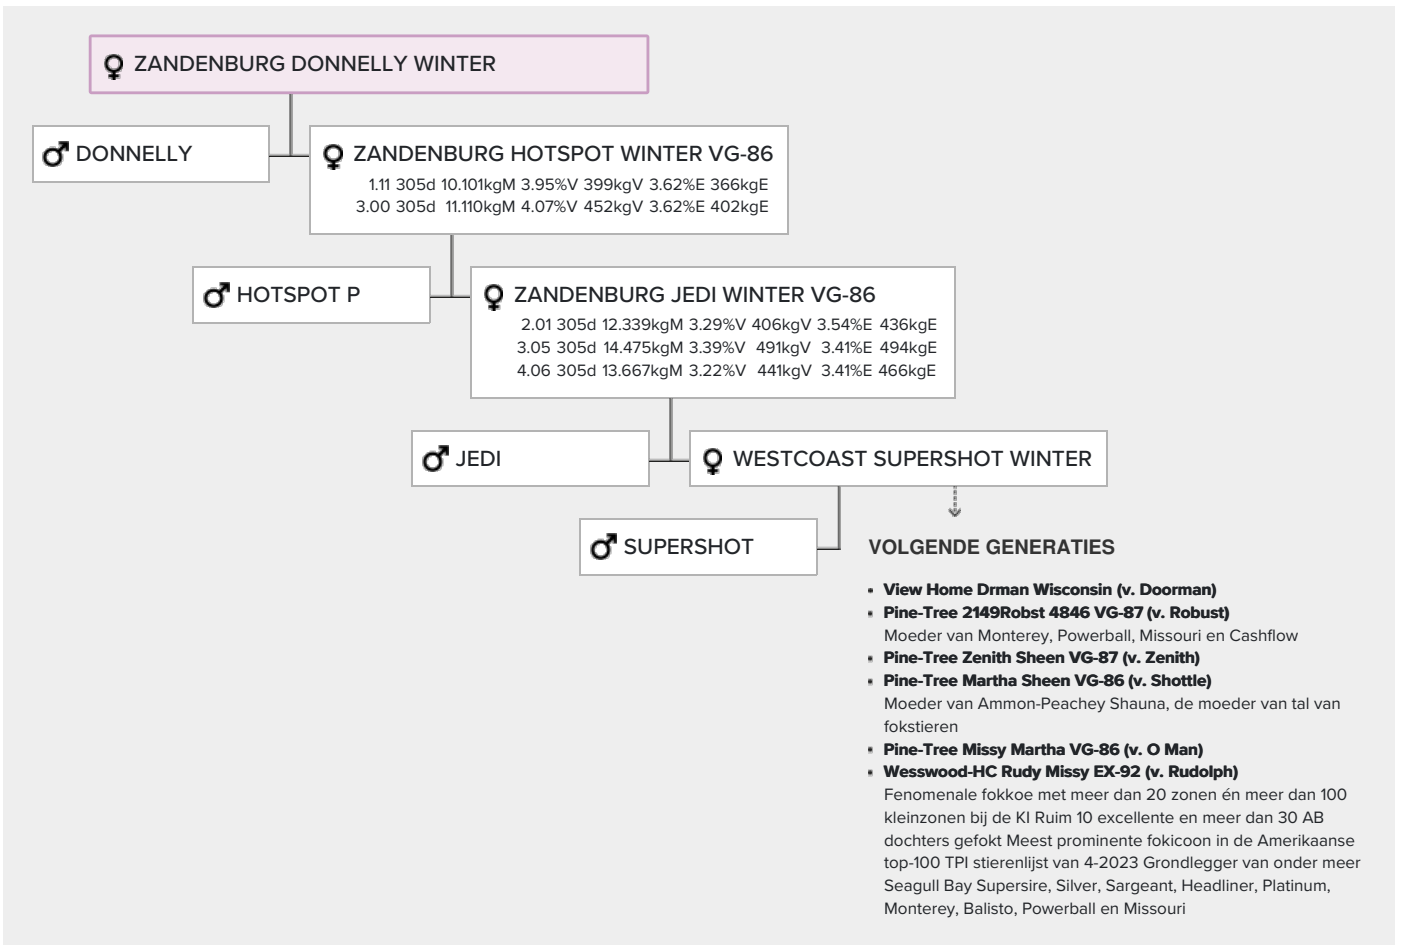 ZANDENBURG DONNELLY WINTER
DONNELLY
ZANDENBURG HOTSPOT WINTER VG-86
1.11 305d 10.101kgM 3.95%V 399kgV 3.62%E 366kgE
3.00 305d 11.110kgM 4.07%V 452kgV 3.62%E 402kgE
HOTSPOT P
ZANDENBURG JEDI WINTER VG-86
2.01 305d 12.339kgM 3.29%V 406kgV 3.54%E 436kgE
3.05 305d 14.475kgM 3.39%V 491kgV 3.41%E 494kgE
4.06 305d 13.667kgM 3.22%V 441kgV 3.41%E 466kgE
JEDI
WESTCOAST SUPERSHOT WINTER
SUPERSHOT
VOLGENDE GENERATIES
• View Home Drman Wisconsin (v. Doorman)
• Pine-Tree 2149Robst 4846 VG-87 (v. Robust)
Moeder van Monterey, Powerball, Missouri en Cashflow
• Pine-Tree Zenith Sheen VG-87 (v. Zenith)
• Pine-Tree Martha Sheen VG-86 (v. Shottle)
Moeder van Ammon-Peachey Shauna, de moeder van tal van
fokstieren
• Pine-Tree Missy Martha VG-86 (v. O Man)
• Wesswood-HC Rudy Missy EX-92 (v. Rudolph)
Fenomenale fokkoe met meer dan 20 zonen én meer dan 100
kleinzonen bij de KI Ruim 10 excellente en meer dan 30 AB
dochters gefokt Meest prominente fokicoon in de Amerikaanse
top-100 TPI stierenlijst van 4-2023 Grondlegger van onder meer
Seagull Bay Supersire, Silver, Sargeant, Headliner, Platinum,
Monterey, Balisto, Powerball en Missouri